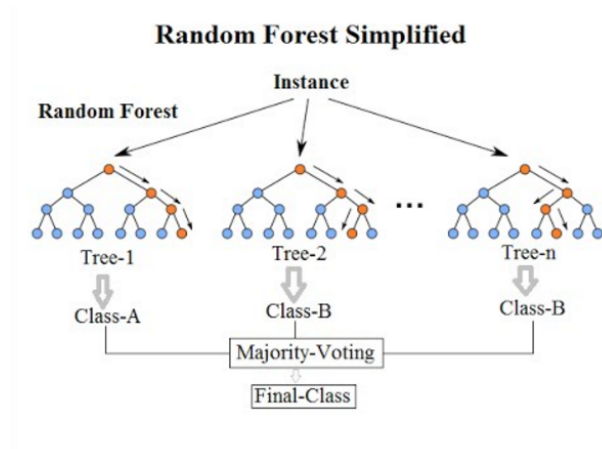 Random Forest Simplified
Instance
Random Forest
...
Tree-1
Tree-2
Tree-n
Class-A
Class-B
Class-B
Majority-Voting
Final-Class